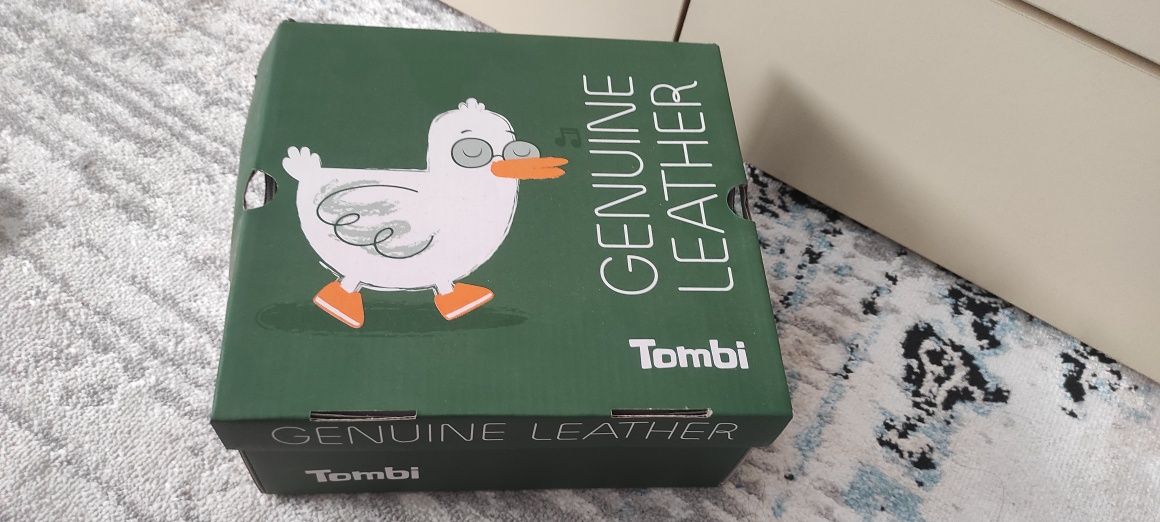 GENUINE
LEATHER
Tombi
GENUINE LEATHER
Tombi